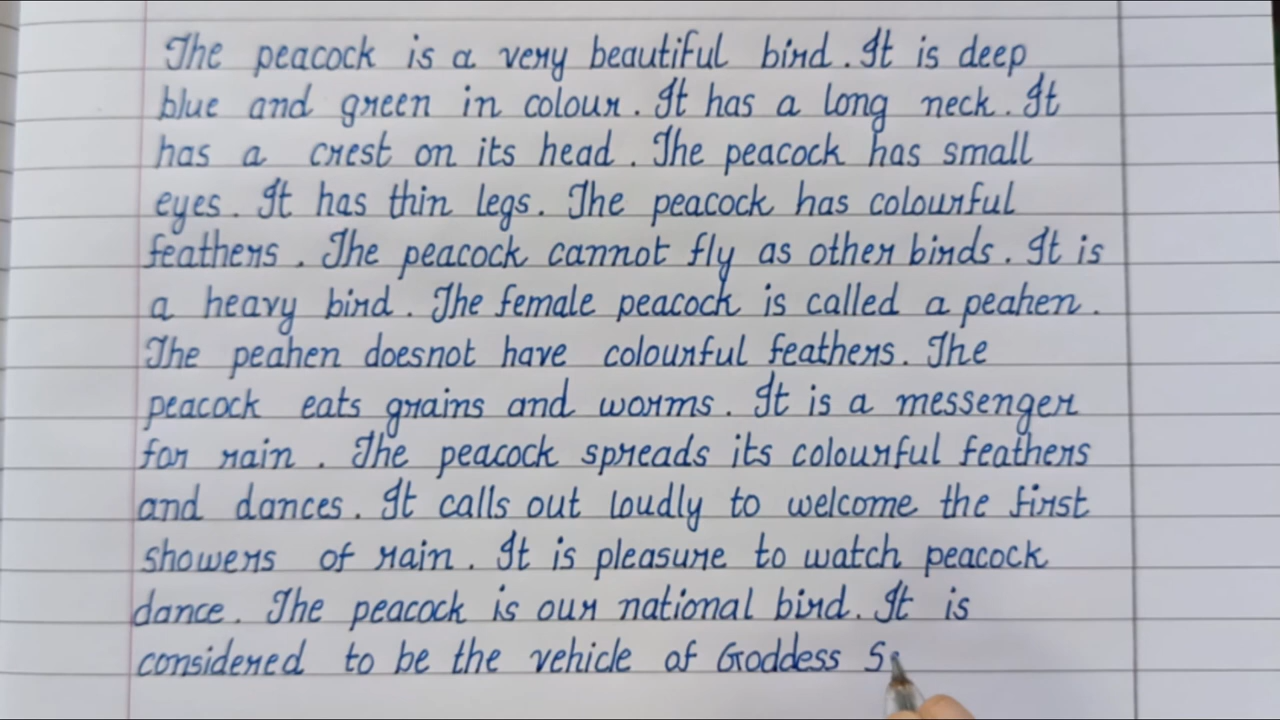 The peacock is a very beautiful bird. It is deep
blue and green in colour. It has a long neck. It
has a crest on its head. The peacock has small
eyes. It has thin legs. The peacock has colourful
feathers. The peacock cannot fly as other birds. It is
a heavy bird. The female peacock is called a peahen.
The peahen doesnot have colourful feathers. The
peacock eats grains and worms. It is a messenger
for rain. The peacock spreads its colourful feathers
and dances. It calls out loudly to welcome the first
showers of rain. It is pleasure to watch peacock
dance. The peacock is our national bird. It is
considered to be the vehicle of Goddess